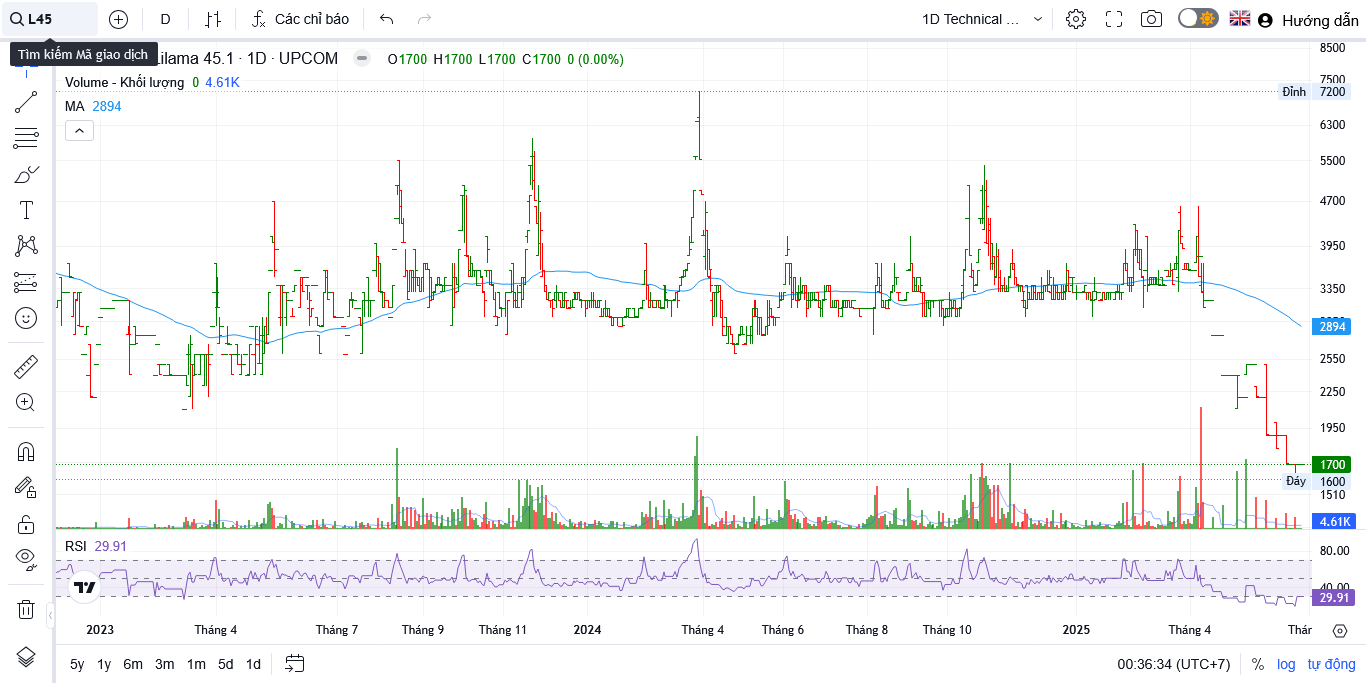 L45
D
Các chỉ báo
1D Technical ...
Hướng dẫn
Tìm kiếm Mã giao dịch
Lilama 45.1 · 1D · UPCOM
O1700 H1700 L1700 C1700 0 (0.00%)
Volume - Khối lượng 0 4.61K
MA 2894
8500
7500
Đỉnh 7200
6300
5500
4700
3950
3350
2894
2550
2250
1950
1700
Đáy 1600
1510
4.61K
RSI 29.91
80.00
40.00
29.91
2023 Tháng 4 Tháng 7 Tháng 9 Tháng 11 2024 Tháng 4 Tháng 6 Tháng 8 Tháng 10 2025 Tháng 4 Thár
5y 1y 6m 3m 1m 5d 1d
00:36:34 (UTC+7) % log tự động